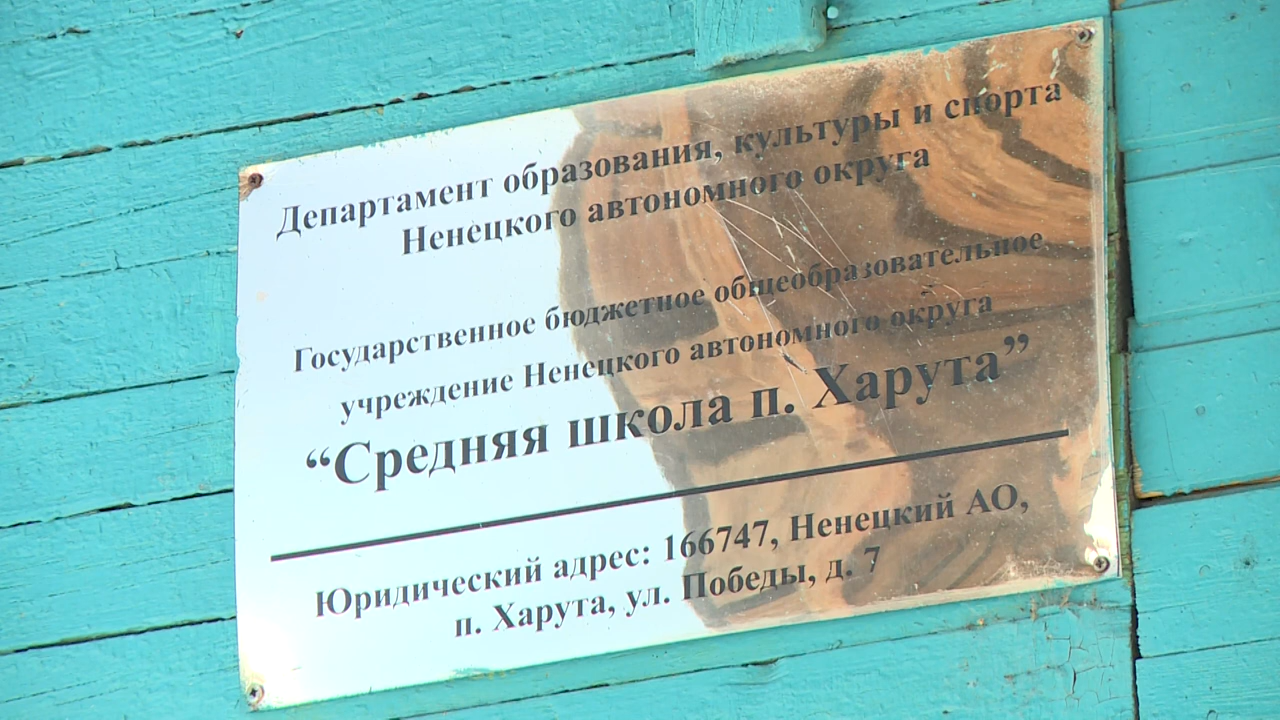 Департамент образования, культуры и спорта
Ненецкого автономного округа
Государственное бюджетное общеобразовательное
учреждение Ненецкого автономного округа
“Средняя школа п. Харута”
Юридический адрес: 166747, Ненецкий АО,
п. Харута, ул. Победы, д. 7